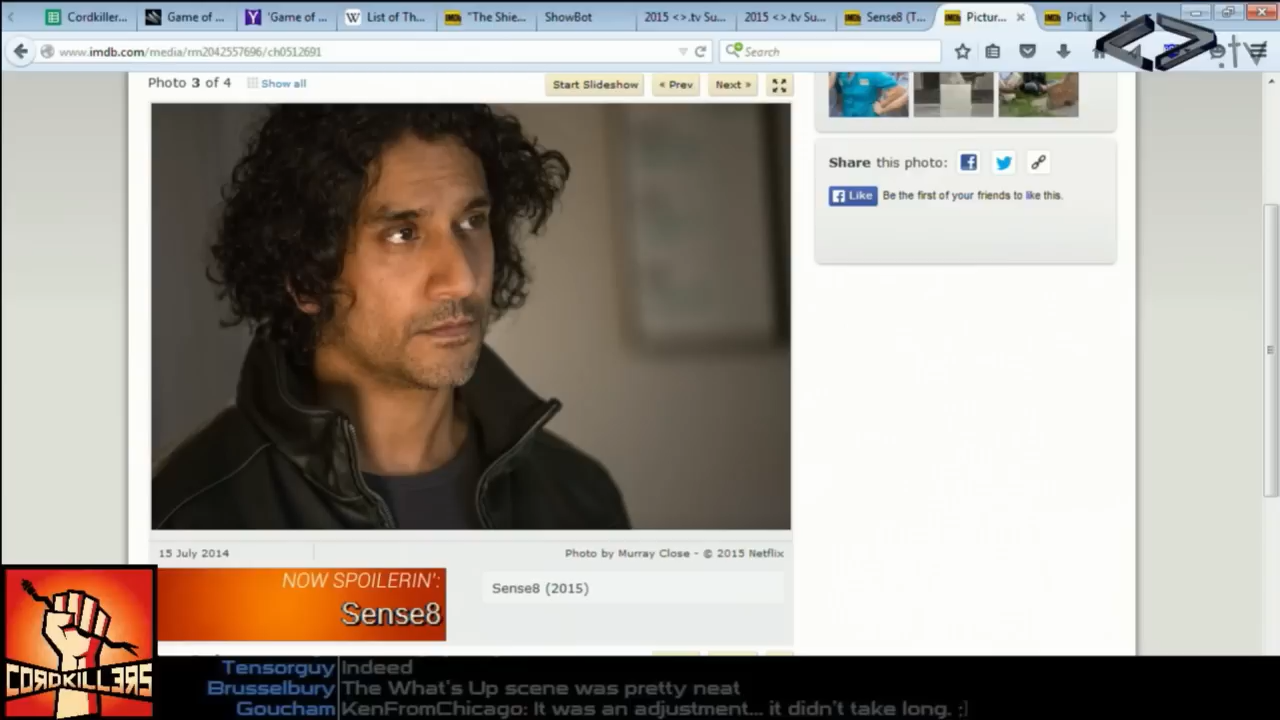 Cordkiller...
Game of ...
'Game of ...
List of Th...
"The Shie...
ShowBot
2015 <>.tv Su...
2015 <>.tv Su...
Sense8 (T...
Pictur...
Pictu
www.imdb.com/media/rm2042557696/ch0512691
Search
.tv
Photo 3 of 4
Show all
Start Slideshow
« Prev
Next »
Share this photo:
Like
Be the first of your friends to like this.
15 July 2014
Photo by Murray Close - © 2015 Netflix
NOW SPOILERIN':
Sense8
Sense8 (2015)
CORDKILL3RS
Tensorguy Indeed
Brusselbury The What's Up scene was pretty neat
Goucham KenFromChicago: It was an adjustment... it didn't take long. ;)